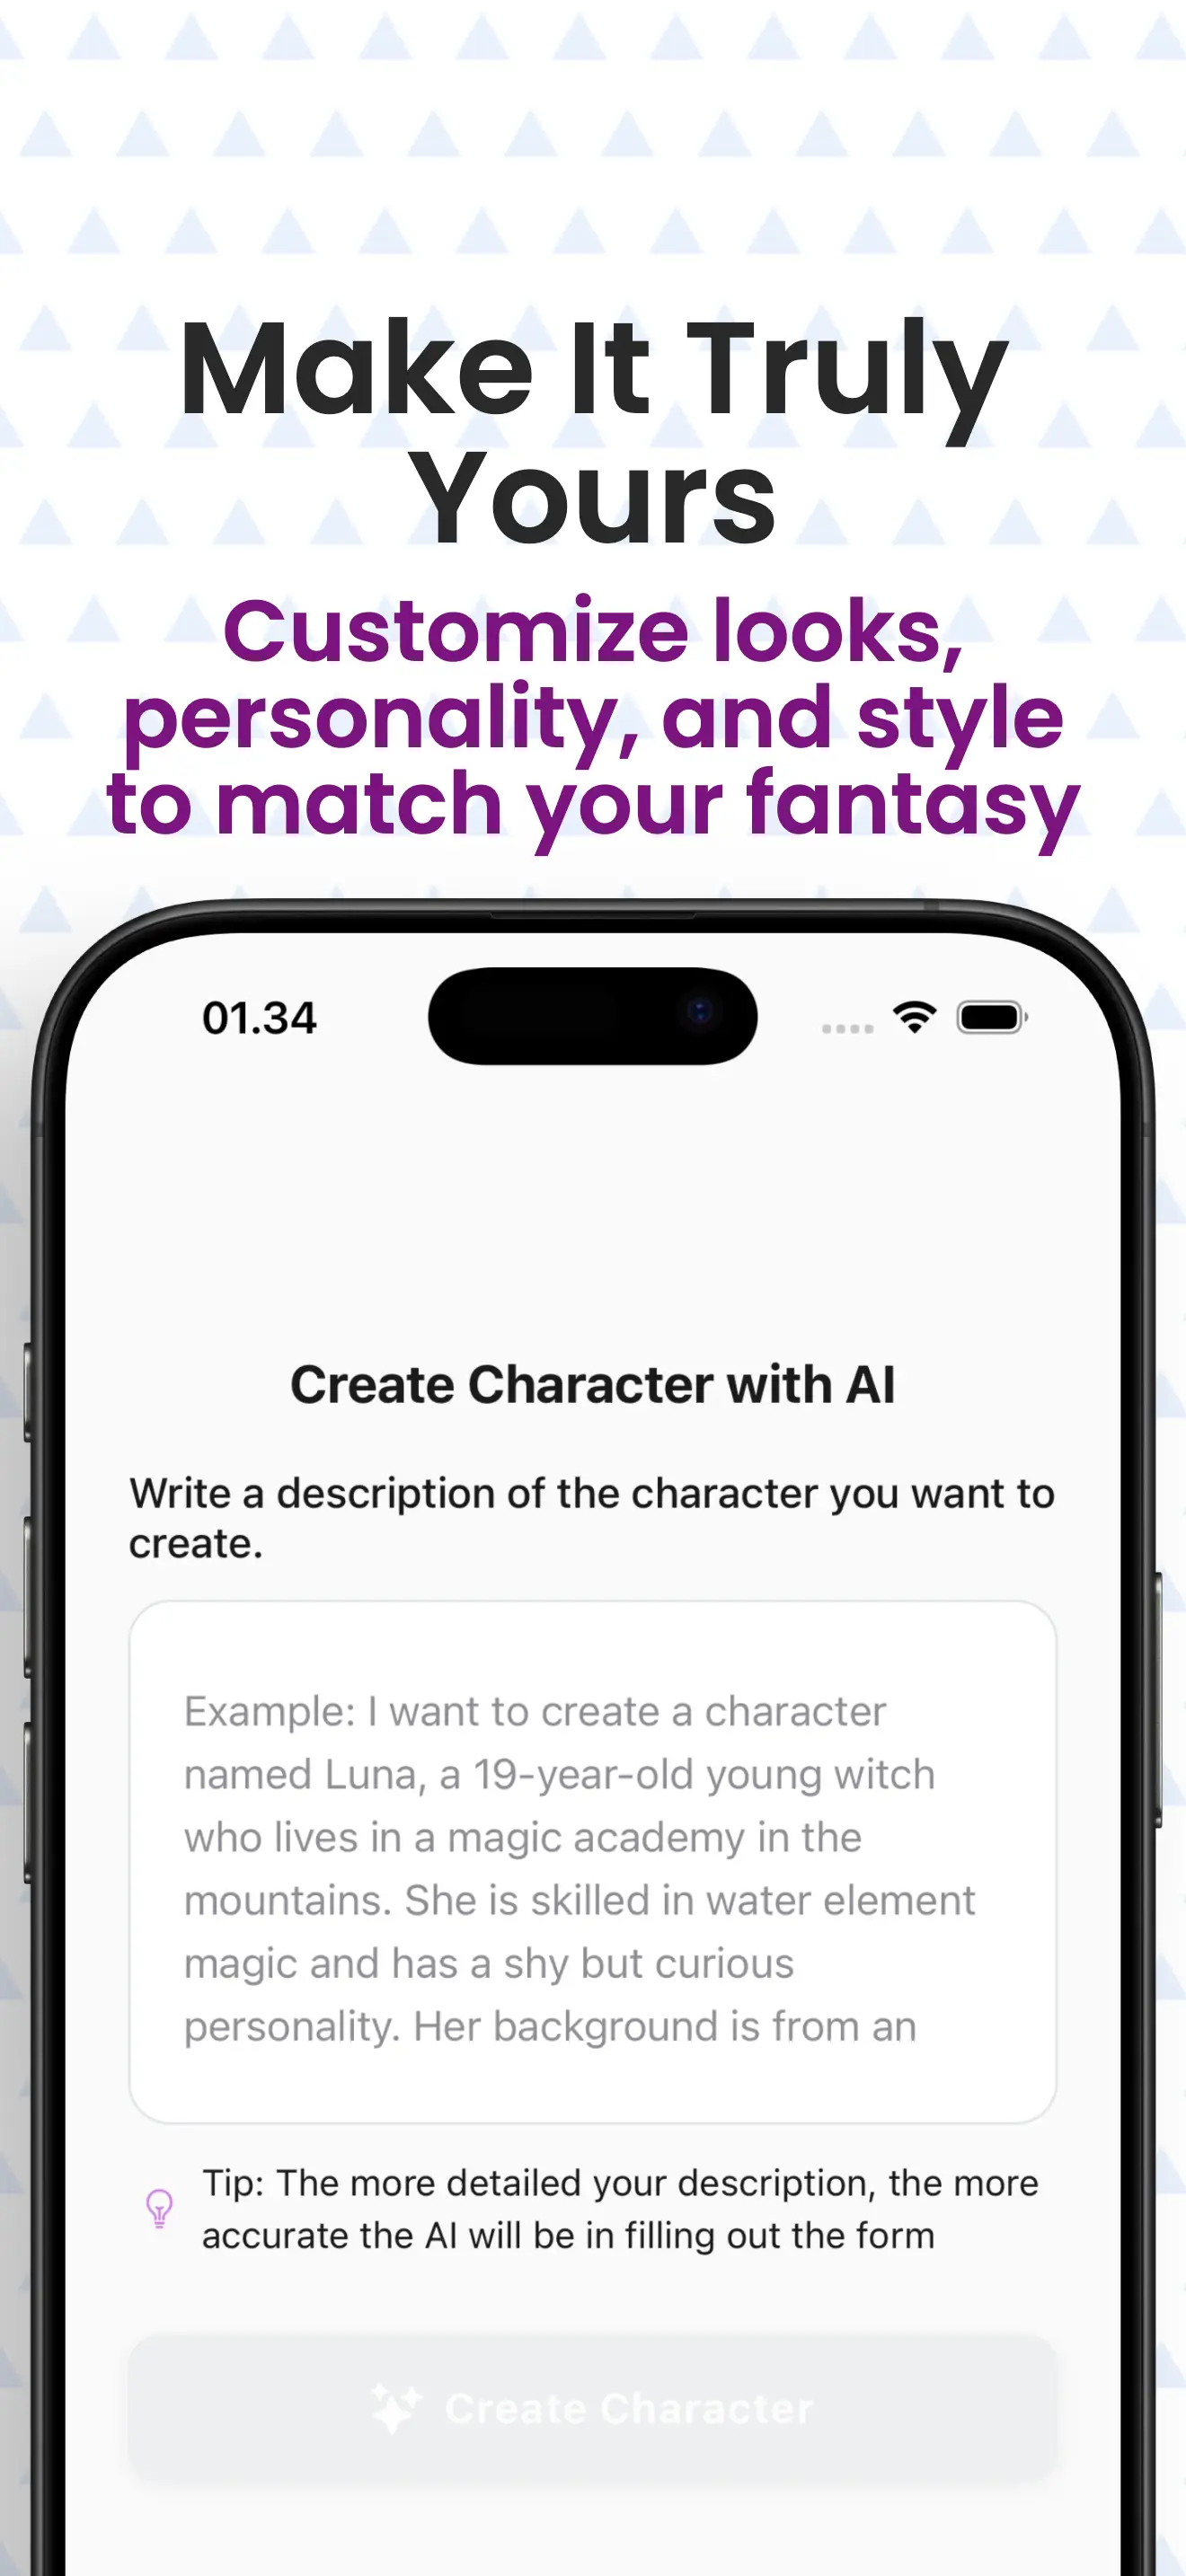 Make It Truly
Yours
Customize looks,
personality, and style
to match your fantasy
01.34
Create Character with AI
Write a description of the character you want to
create.
Example: I want to create a character
named Luna, a 19-year-old young witch
who lives in a magic academy in the
mountains. She is skilled in water element
magic and has a shy but curious
personality. Her background is from an
Tip: The more detailed your description, the more
accurate the AI will be in filling out the form
Create Character